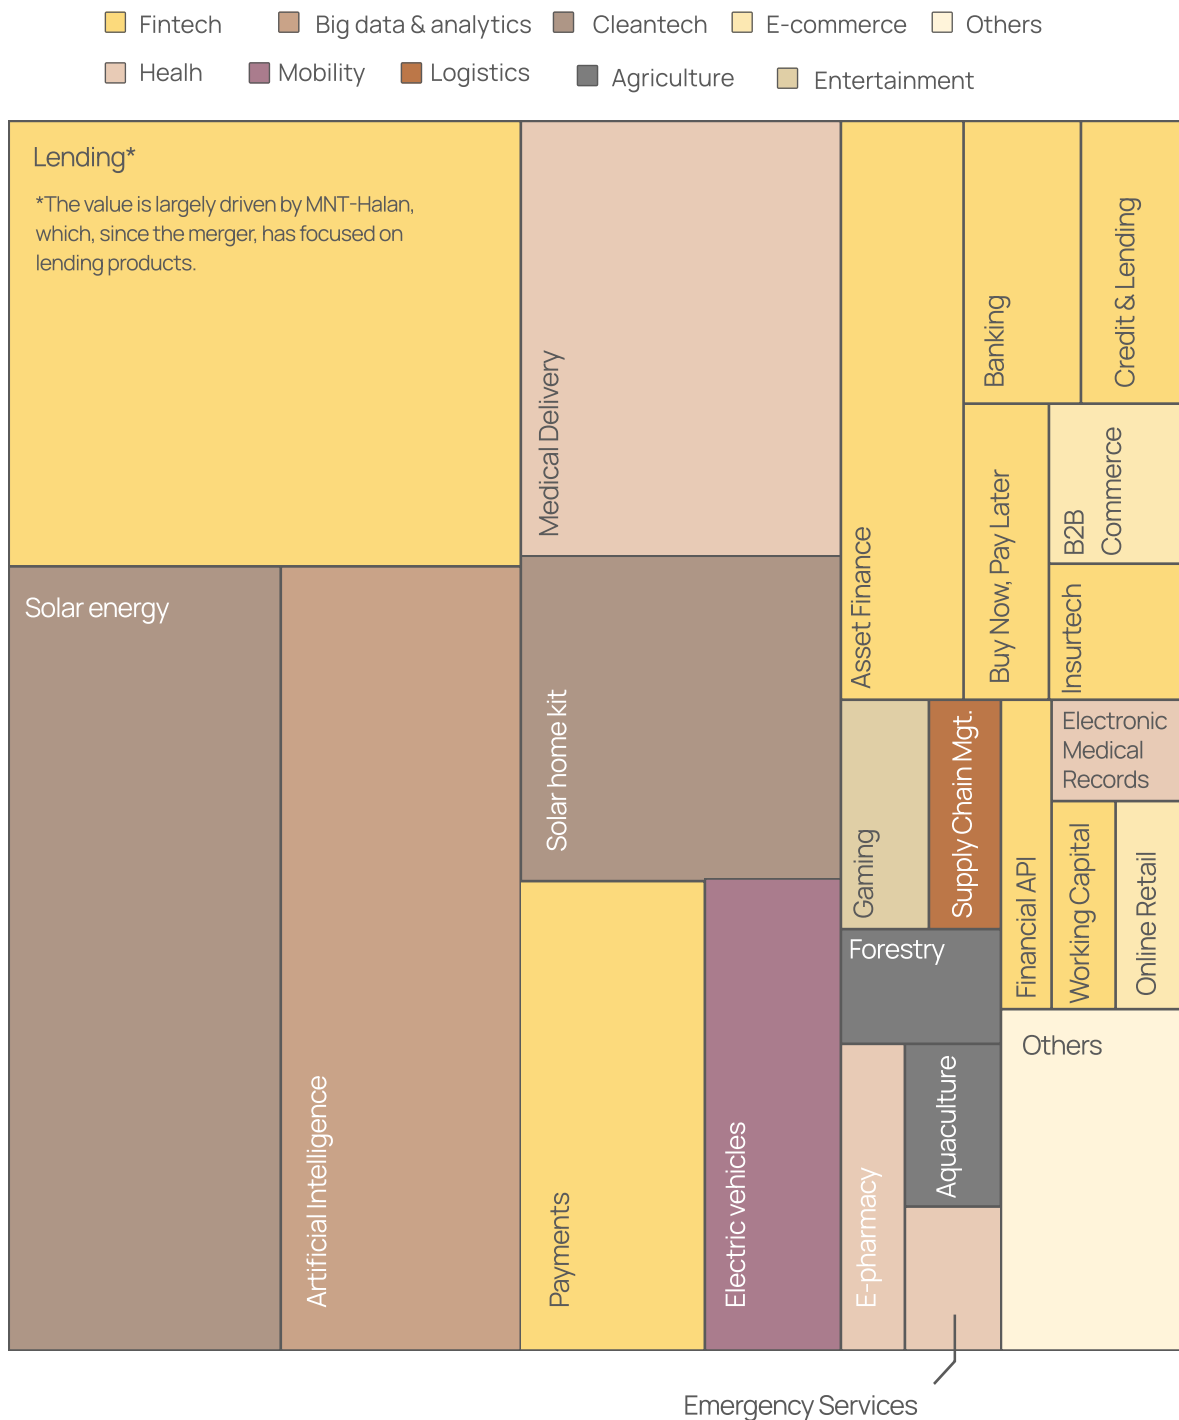 Fintech
Big data & analytics
Cleantech
E-commerce
Others
Healh
Mobility
Logistics
Agriculture
Entertainment
Lending*
*The value is largely driven by MNT-Halan,
which, since the merger, has focused on
lending products.
Medical Delivery
Asset Finance
Banking
Credit & Lending
Buy Now, Pay Later
B2B
Commerce
Insurtech
Solar energy
Artificial Intelligence
Solar home kit
Payments
Electric vehicles
Gaming
Supply Chain Mgt.
Financial API
Electronic
Medical
Records
Working Capital
Online Retail
Forestry
E-pharmacy
Aquaculture
Others
Emergency Services